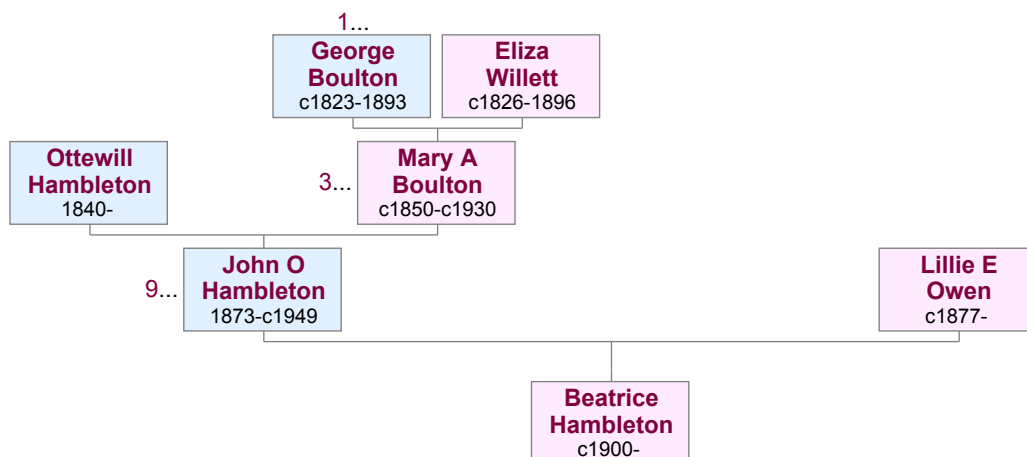 1...
George
Boulton
c1823-1893
Eliza
Willett
c1826-1896
Ottewill
Hambleton
1840-
3...
Mary A
Boulton
c1850-c1930
9...
John O
Hambleton
1873-c1949
Lillie E
Owen
c1877-
Beatrice
Hambleton
c1900-